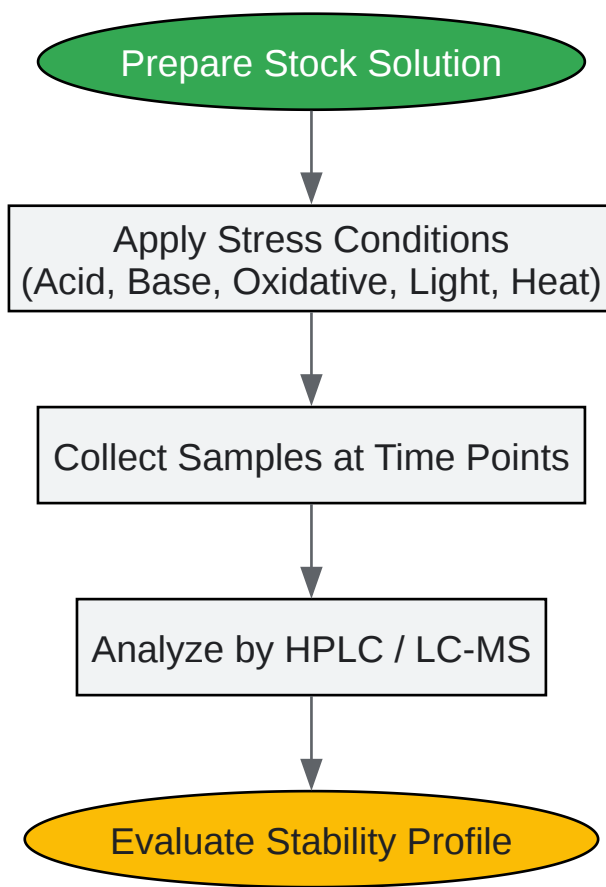 Prepare Stock Solution
Apply Stress Conditions
(Acid, Base, Oxidative, Light, Heat)
Collect Samples at Time Points
Analyze by HPLC / LC-MS
Evaluate Stability Profile